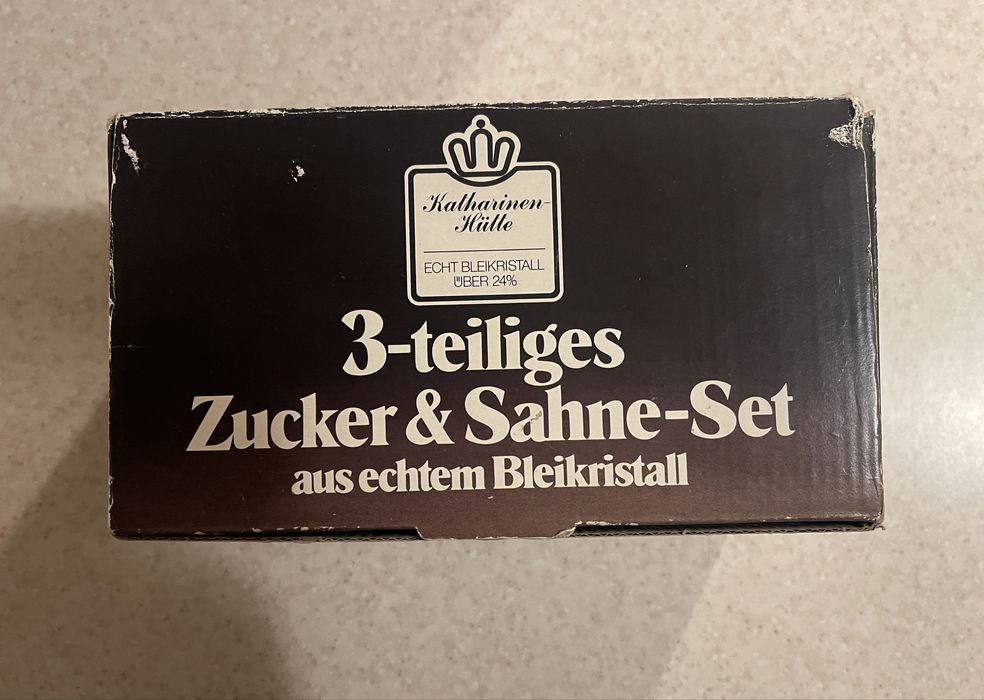 Katharinen-
Hütte
ECHT BLEIKRISTALL
ÜBER 24%
3-teiliges
Zucker & Sahne-Set
aus echtem Bleikristall